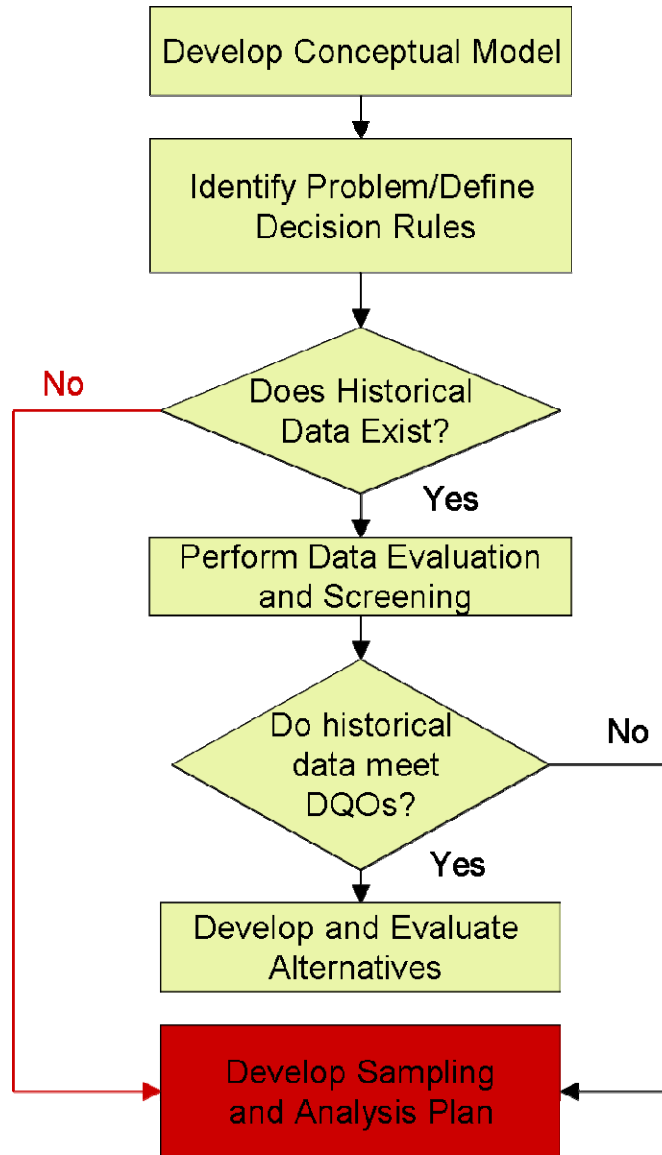 Develop Conceptual Model
Identify Problem/Define
Decision Rules
No
Does Historical
Data Exist?
Yes
Perform Data Evaluation
and Screening
Do historical
data meet
DQOs?
No
Yes
Develop and Evaluate
Alternatives
Develop Sampling
and Analysis Plan